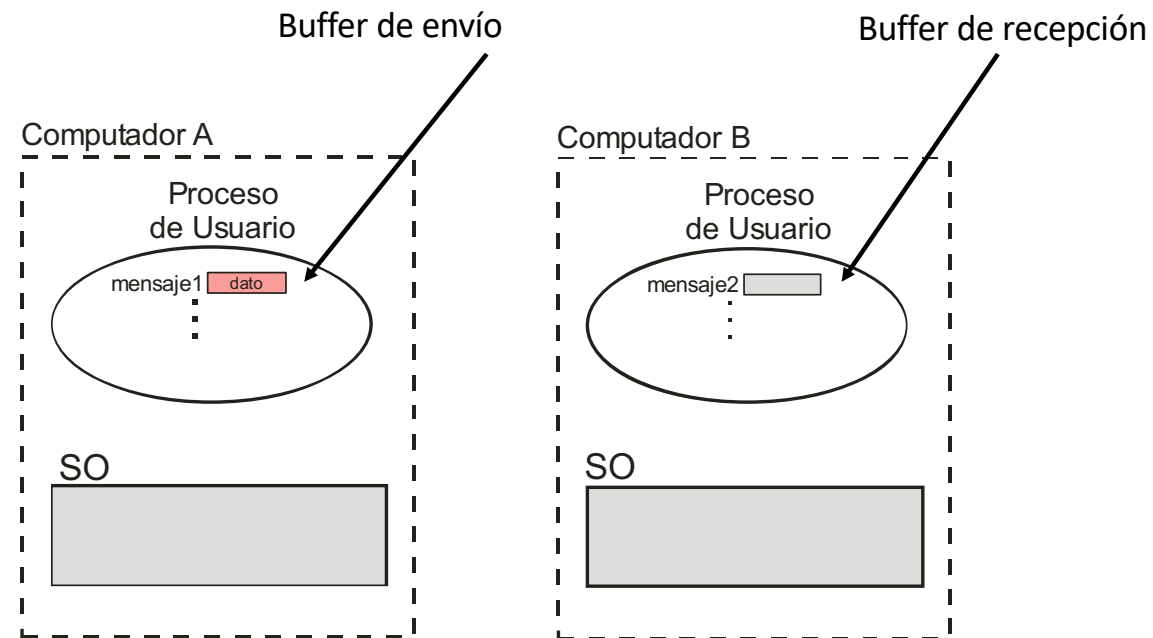 Buffer de envío
Buffer de recepción
Computador A
Computador B
Proceso
de Usuario
Proceso
de Usuario
mensaje1 dato
mensaje2
SO
SO